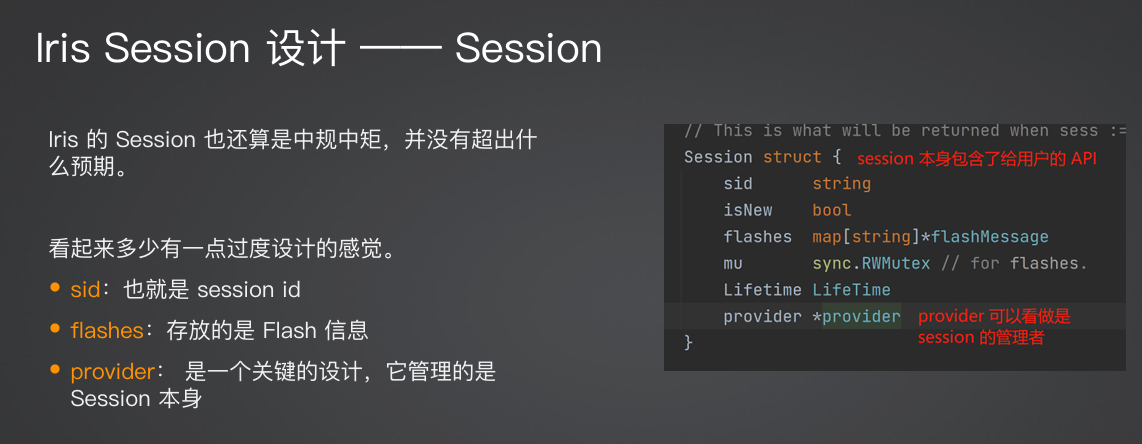 Iris Session 设计 —— Session
Iris 的 Session 也还算是中规中矩，并没有超出什
么预期。
看起来多少有一点过度设计的感觉。
• sid：也就是 session id
• flashes：存放的是 Flash 信息
• provider： 是一个关键的设计，它管理的是
Session 本身
// This is what will be returned when sess :=
Session struct { session 本身包含了给用户的 API
sid string
isNew bool
flashes map[string]*flashMessage
mu sync.RWMutex // for flashes.
Lifetime LifeTime
provider *provider provider 可以看做是
session 的管理者
}